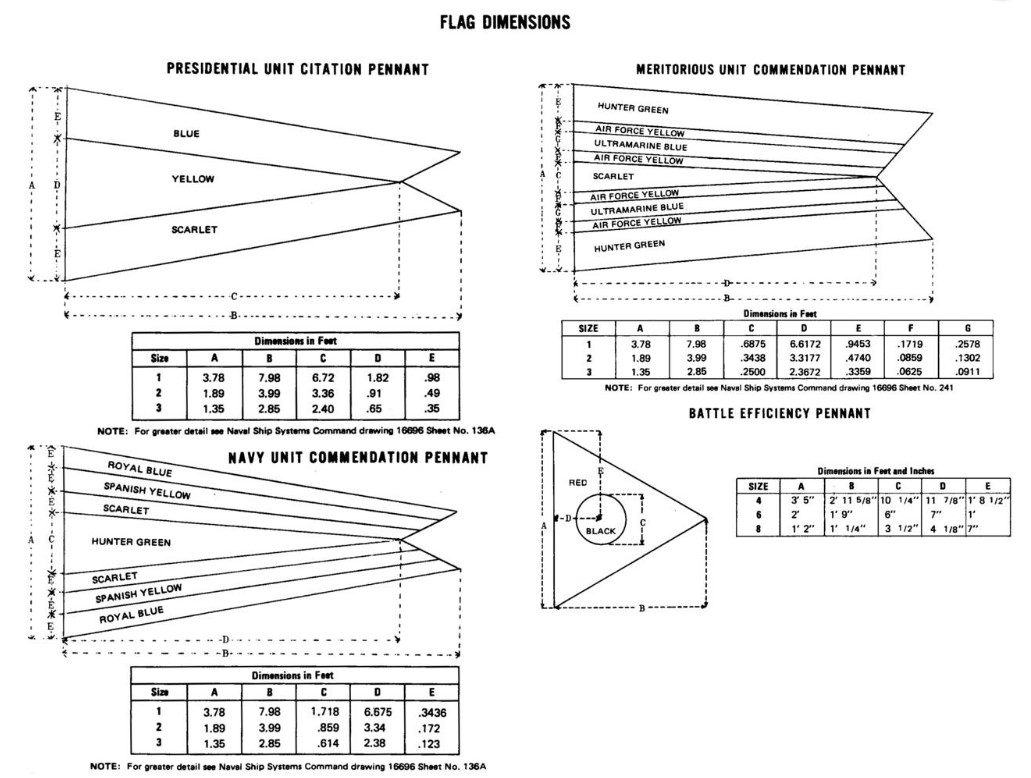 FLAG DIMENSIONS
PRESIDENTIAL UNIT CITATION PENNANT
E
BLUE
A
D
YELLOW
SCARLET
E
C
B
Dimensions in Feet
Size A B C D E
1 3.78 7.98 6.72 1.82 .98
2 1.89 3.99 3.36 .91 .49
3 1.35 2.85 2.40 .65 .35
NOTE: For greater detail see Naval Ship Systems Command drawing 16696 Sheet No. 136A
NAVY UNIT COMMENDATION PENNANT
E
ROYAL BLUE
E
SPANISH YELLOW
E
SCARLET
A
C
HUNTER GREEN
E
SCARLET
E
SPANISH YELLOW
E
ROYAL BLUE
D
B
Dimensions in Feet
Size A B C D E
1 3.78 7.98 1.718 6.675 .3436
2 1.89 3.99 .859 3.34 .172
3 1.35 2.85 .614 2.38 .123
NOTE: For greater detail see Naval Ship Systems Command drawing 16696 Sheet No. 136A
MERITORIOUS UNIT COMMENDATION PENNANT
E
HUNTER GREEN
F
AIR FORCE YELLOW
G
ULTRAMARINE BLUE
F
AIR FORCE YELLOW
A
C
SCARLET
F
AIR FORCE YELLOW
G
ULTRAMARINE BLUE
F
AIR FORCE YELLOW
E
HUNTER GREEN
D
B
Dimensions in Feet
SIZE A B C D E F G
1 3.78 7.98 .6875 6.6172 .9453 .1719 .2578
2 1.89 3.99 .3438 3.3177 .4740 .0859 .1302
3 1.35 2.85 .2500 2.3672 .3359 .0625 .0911
NOTE: For greater detail see Naval Ship Systems Command drawing 16696 Sheet No. 241
BATTLE EFFICIENCY PENNANT
E
RED
A
D
C
BLACK
B
Dimensions in Feet and Inches
SIZE A B C D E
4 3' 5" 2' 11 5/8" 10 1/4" 11 7/8" 1' 8 1/2"
6 2' 1' 9" 6" 7" 1'
8 1' 2" 1' 1/4" 3 1/2" 4 1/8" 7"